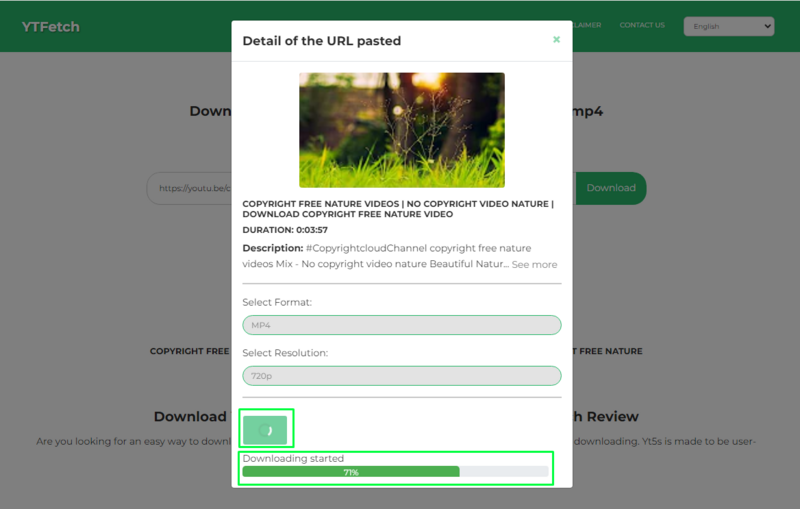 YTFetch
LAIMER
CONTACT US
English
Detail of the URL pasted
×
Down
mp4
https://youtu.be/c
Download
COPYRIGHT FREE NATURE VIDEOS | NO COPYRIGHT VIDEO NATURE |
DOWNLOAD COPYRIGHT FREE NATURE VIDEO
DURATION: 0:03:57
Description: #CopyrightcloudChannel copyright free nature
videos Mix - No copyright video nature Beautiful Natur... See more
Select Format:
MP4
COPYRIGHT FREE
T FREE NATURE
Select Resolution:
720p
Download
h Review
Are you looking for an easy way to downl
downloading. Yt5s is made to be user-
Downloading started
71%